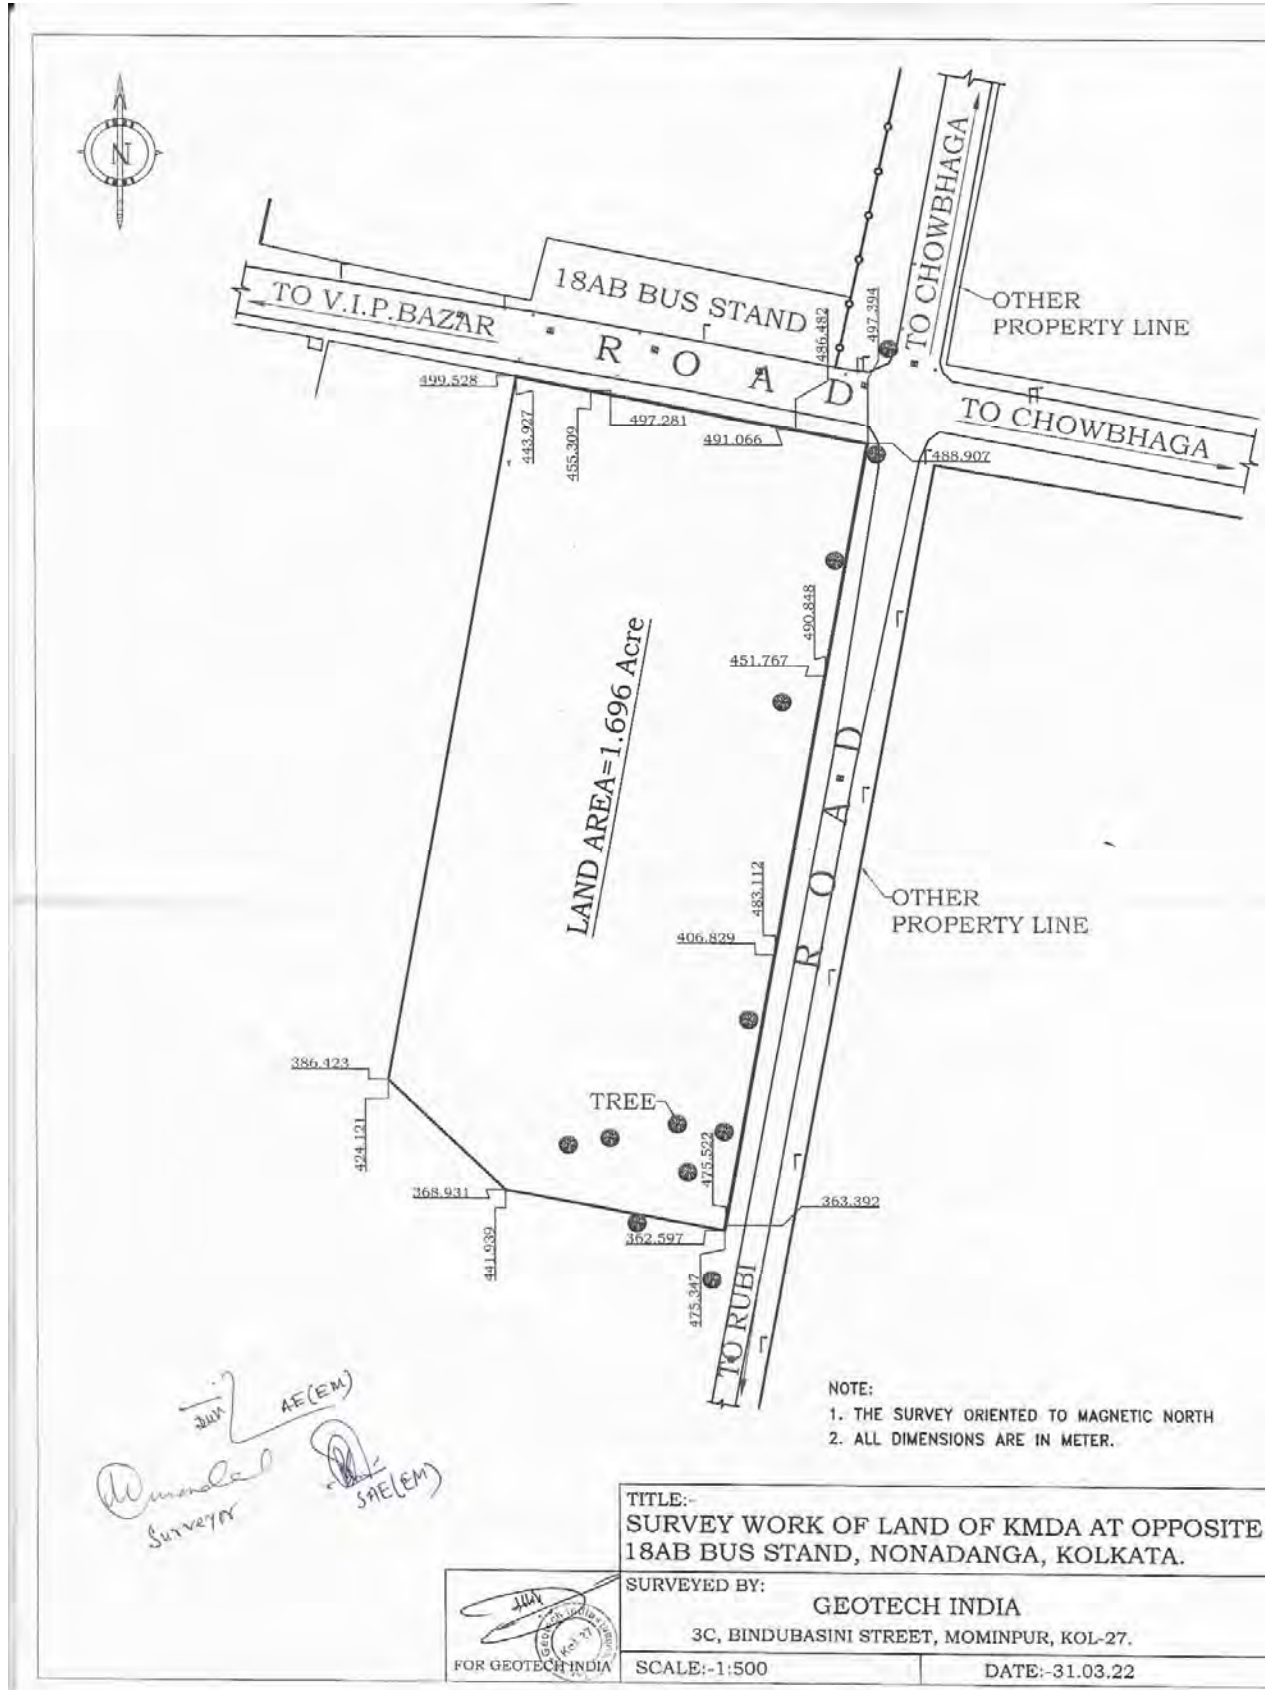 N
TO CHOWBHAGA
18AB BUS STAND
TO V.I.P.BAZAR
R O A D
486.482
497.394
TO CHOWBHAGA
OTHER
PROPERTY LINE
TO CHOWBHAGA
499.528
443.927
455.309
497.281
491.066
488.907
490.848
451.767
LAND AREA=1.696 Acre
R O A D
483.112
406.829
OTHER
PROPERTY LINE
386.423
424.121
TREE
475.522
368.931
441.939
362.597
363.392
475.347
TO RUBI
AE(EM)
SAE(EM)
Surveyor
NOTE:
1. THE SURVEY ORIENTED TO MAGNETIC NORTH
2. ALL DIMENSIONS ARE IN METER.
TITLE:-
SURVEY WORK OF LAND OF KMDA AT OPPOSITE
18AB BUS STAND, NONADANGA, KOLKATA.
SURVEYED BY:
GEOTECH INDIA
3C, BINDUBASINI STREET, MOMINPUR, KOL-27.
Geotech India
Kol-27
FOR GEOTECH INDIA
SCALE:-1:500
DATE:-31.03.22